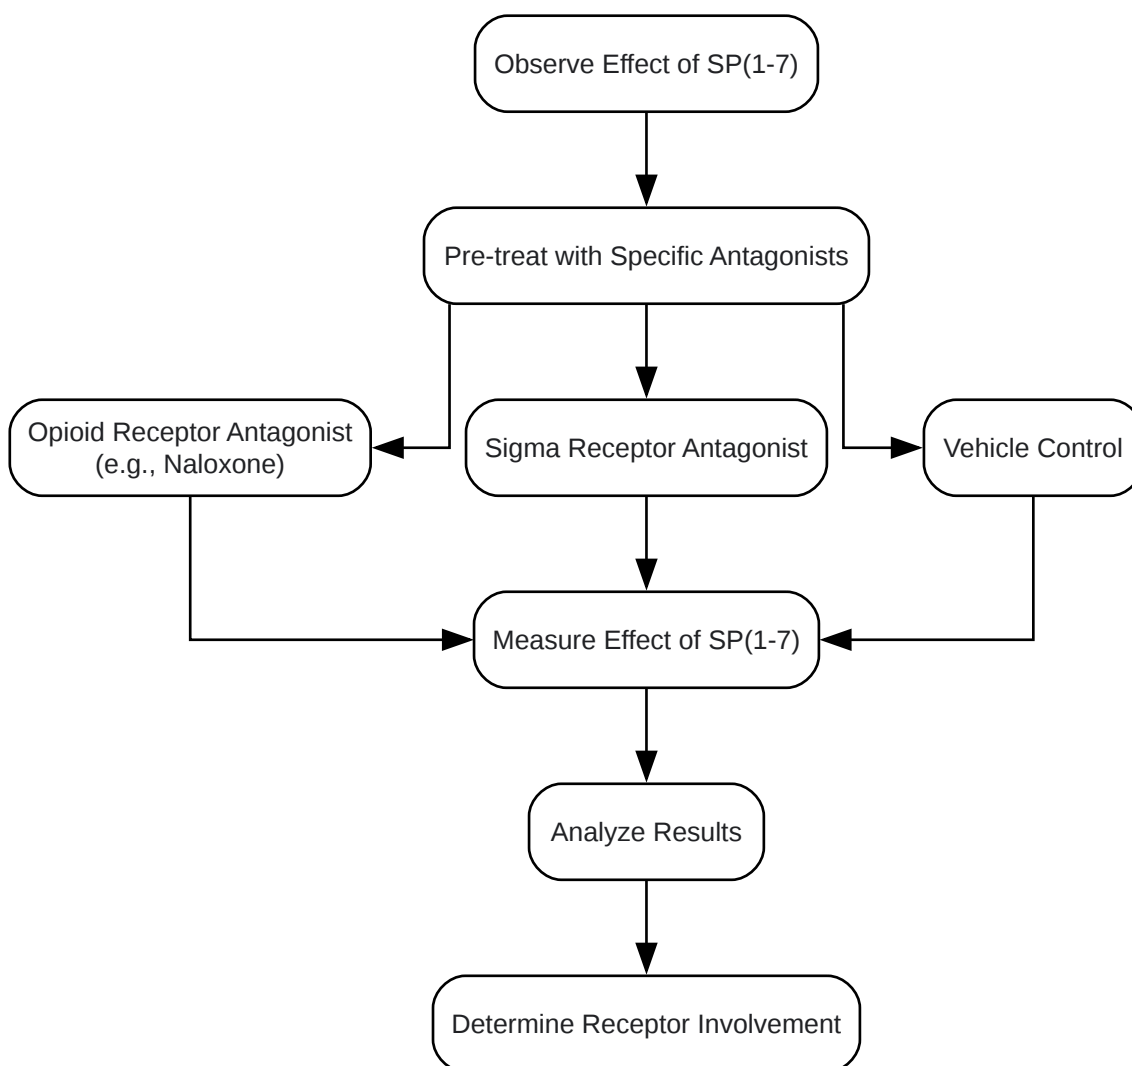 Observe Effect of SP(1-7)
Pre-treat with Specific Antagonists
Opioid Receptor Antagonist
(e.g., Naloxone)
Sigma Receptor Antagonist
Vehicle Control
Measure Effect of SP(1-7)
Analyze Results
Determine Receptor Involvement